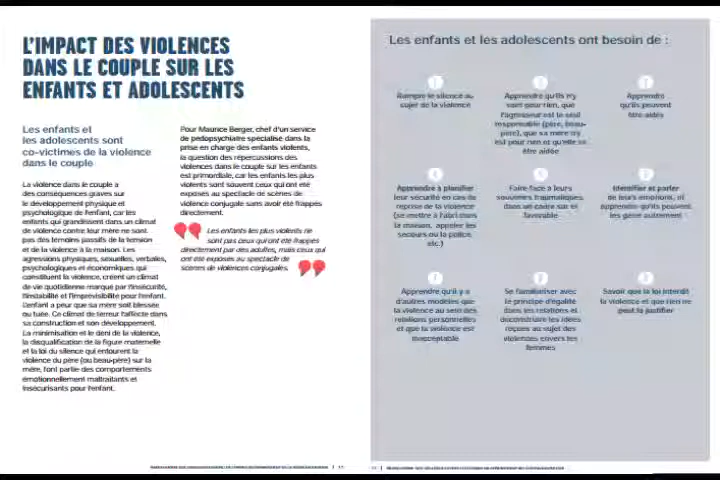 L'IMPACT DES VIOLENCES
DANS LE COUPLE SUR LES
ENFANTS ET ADOLESCENTS
Les enfants et
les adolescents sont
co-victimes de la violence
dans le couple
La violence dans le couple a
des conséquences graves sur
le développement physique et
psychologique de l'enfant, car les
enfants qui grandissent dans un climat
de violence contre leur mère ne sont
pas des témoins passifs de la tension
et de la violence à la maison. Les
agressions physiques, sexuelles, verbales,
psychologiques et économiques qui
constituent la violence, créent un climat
de vie quotidienne marqué par l'insécurité,
l'instabilité et l'imprévisibilité pour l'enfant.
L'enfant a peur que sa mère soit blessée
ou tuée. Ce climat de terreur l'affecte dans
sa construction et son développement.
La minimisation et le déni de la violence,
la disqualification de la figure maternelle
et la loi du silence qui entourent la
violence du père (ou beau-père) sur la
mère, font partie des comportements
émotionnellement maltraitants et
insécurisants pour l'enfant.
Pour Maurice Berger, chef d'un service
de pédopsychiatrie spécialisé dans la
prise en charge des enfants violents,
la question des répercussions des
violences dans le couple sur les enfants
est primordiale, car les enfants les plus
violents sont souvent ceux qui ont été
exposés au spectacle de scènes de
violence conjugale sans avoir été frappés
directement.
Les enfants les plus violents ne
sont pas ceux qui ont été frappés
directement par des adultes, mais ceux qui
ont été exposés au spectacle de
scènes de violences conjugales.
Les enfants et les adolescents ont besoin de :
Rompre le silence au
sujet de la violence
Apprendre qu'ils n'y
sont pour rien, que
l'agresseur est le seul
responsable (père, beau-
père), que sa mère n'y
est pour rien et qu'elle va
être aidée
Apprendre
qu'ils peuvent
être aidés
Apprendre à planifier
leur sécurité en cas de
reprise de la violence
(se mettre à l'abri dans
la maison, appeler les
secours ou la police,
etc.)
Faire face à leurs
souvenirs traumatiques
dans un cadre sûr et
favorable
Identifier et parler
de leurs émotions, et
apprendre qu'ils peuvent
les gérer autrement
Apprendre qu'il y a
d'autres modèles que
la violence au sein des
relations personnelles
et que la violence est
inacceptable
Se familiariser avec
le principe d'égalité
dans les relations et
déconstruire les idées
reçues au sujet des
violences envers les
femmes
Savoir que la loi interdit
la violence et que rien ne
peut la justifier